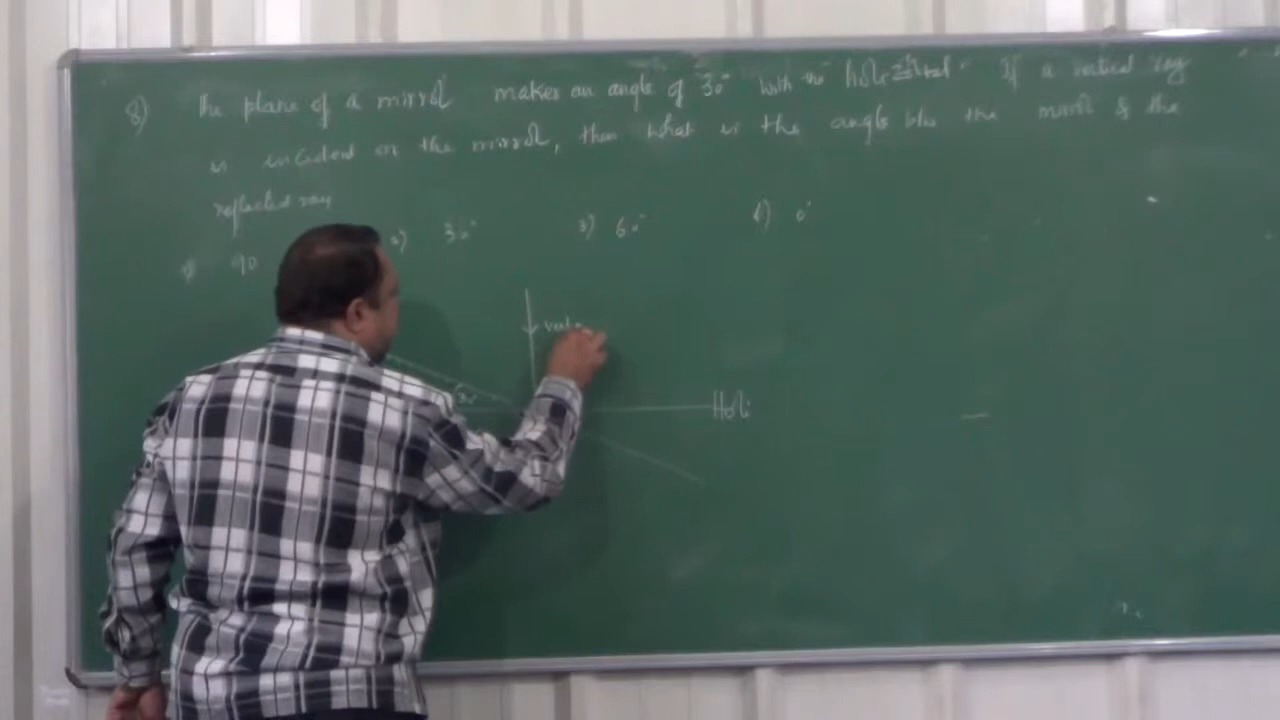 8) The plane of a mirror makes an angle of 30° with the horizontal. If a vertical ray
is incident on the mirror, then what is the angle b/w the mirror & the
reflected ray
1) 90 2) 30° 3) 60° 4) 0°
30
Hori